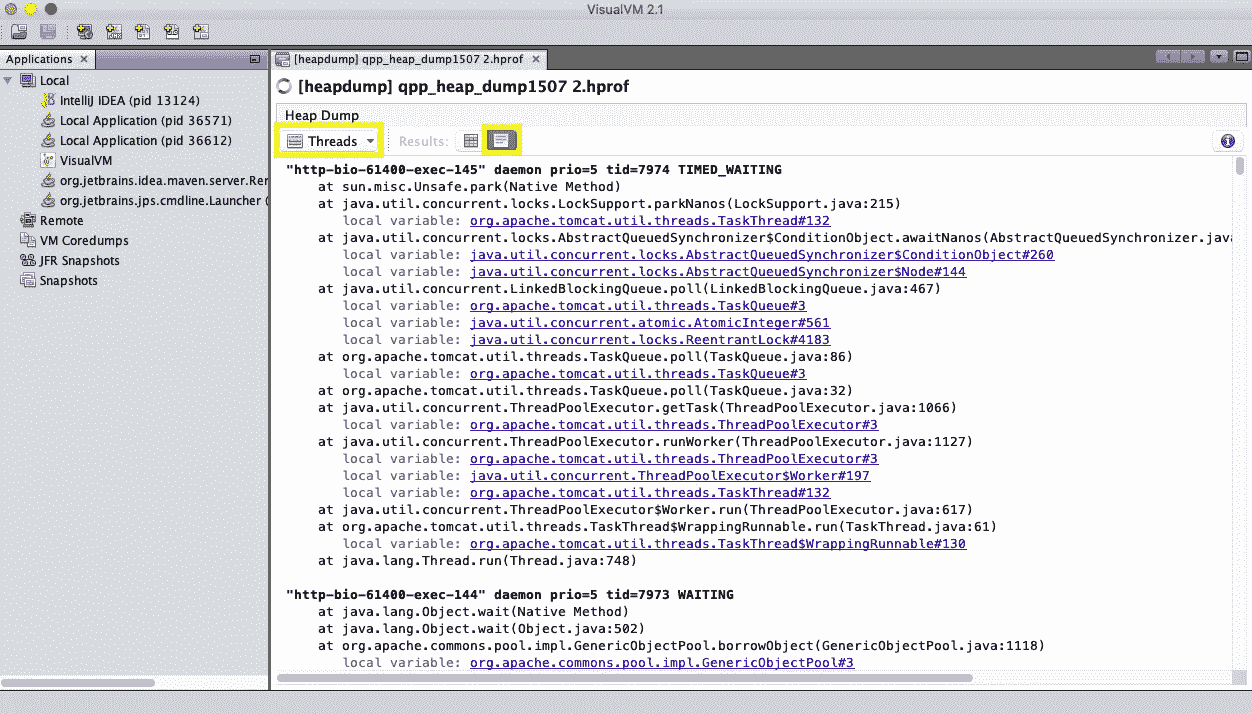 VisualVM 2.1
Applications ×
[heapdump] qpp_heap_dump1507 2.hprof ×
Local
IntelliJ IDEA (pid 13124)
Local Application (pid 36571)
Local Application (pid 36612)
VisualVM
org.jetbrains.idea.maven.server.Rer
org.jetbrains.jps.cmdline.Launcher (
Remote
VM Coredumps
JFR Snapshots
Snapshots
[heapdump] qpp_heap_dump1507 2.hprof
Heap Dump
Threads Results:
"http-bio-61400-exec-145" daemon prio=5 tid=7974 TIMED_WAITING
at sun.misc.Unsafe.park(Native Method)
at java.util.concurrent.locks.LockSupport.parkNanos(LockSupport.java:215)
local variable: org.apache.tomcat.util.threads.TaskThread#132
at java.util.concurrent.locks.AbstractQueuedSynchronizer$ConditionObject.awaitNanos(AbstractQueuedSynchronizer.java
local variable: java.util.concurrent.locks.AbstractQueuedSynchronizer$ConditionObject#260
local variable: java.util.concurrent.locks.AbstractQueuedSynchronizer$Node#144
at java.util.concurrent.LinkedBlockingQueue.poll(LinkedBlockingQueue.java:467)
local variable: org.apache.tomcat.util.threads.TaskQueue#3
local variable: java.util.concurrent.atomic.AtomicInteger#561
local variable: java.util.concurrent.locks.ReentrantLock#4183
at org.apache.tomcat.util.threads.TaskQueue.poll(TaskQueue.java:86)
local variable: org.apache.tomcat.util.threads.TaskQueue#3
at org.apache.tomcat.util.threads.TaskQueue.poll(TaskQueue.java:32)
at java.util.concurrent.ThreadPoolExecutor.getTask(ThreadPoolExecutor.java:1066)
local variable: org.apache.tomcat.util.threads.ThreadPoolExecutor#3
at java.util.concurrent.ThreadPoolExecutor.runWorker(ThreadPoolExecutor.java:1127)
local variable: org.apache.tomcat.util.threads.ThreadPoolExecutor#3
local variable: java.util.concurrent.ThreadPoolExecutor$Worker#197
local variable: org.apache.tomcat.util.threads.TaskThread#132
at java.util.concurrent.ThreadPoolExecutor$Worker.run(ThreadPoolExecutor.java:617)
at org.apache.tomcat.util.threads.TaskThread$WrappingRunnable.run(TaskThread.java:61)
local variable: org.apache.tomcat.util.threads.TaskThread$WrappingRunnable#130
at java.lang.Thread.run(Thread.java:748)
"http-bio-61400-exec-144" daemon prio=5 tid=7973 WAITING
at java.lang.Object.wait(Native Method)
at java.lang.Object.wait(Object.java:502)
at org.apache.commons.pool.impl.GenericObjectPool.borrowObject(GenericObjectPool.java:1118)
local variable: org.apache.commons.pool.impl.GenericObjectPool#3